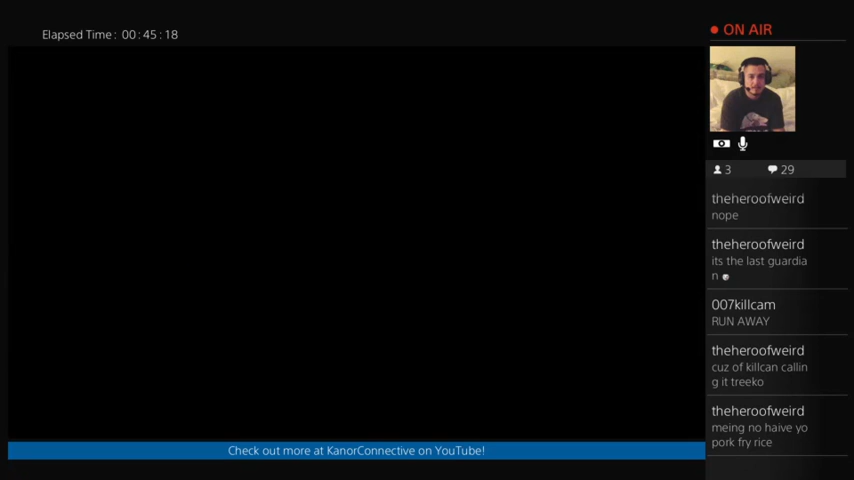 Elapsed Time: 00:45:18
ON AIR
3 29
theheroofweird
nope
theheroofweird
its the last guardia
n
007killcam
RUN AWAY
theheroofweird
cuz of killcan callin
g it treeko
theheroofweird
meing no haive yo
pork fry rice
Check out more at KanorConnective on YouTube!